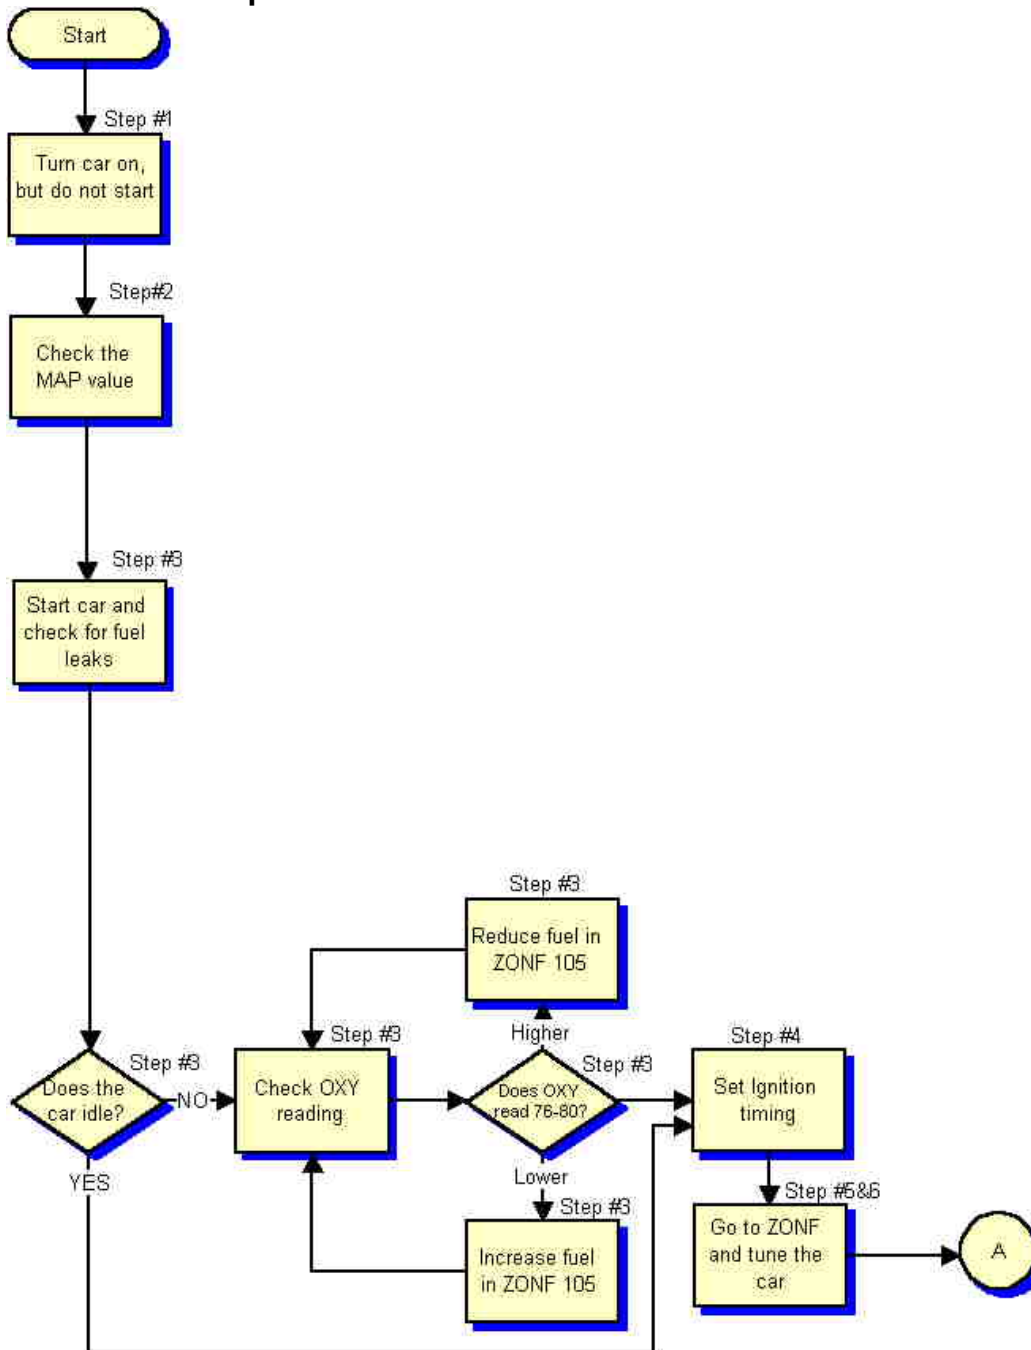 Start
Step #1
Turn car on,
but do not start
Step#2
Check the
MAP value
Step #3
Start car and
check for fuel
leaks
Step #3
Reduce fuel in
ZONF 105
Higher
Step #3
Does the
car idle?
NO
YES
Step #3
Check OXY
reading
Step #3
Does OXY
read 76-80?
Step #4
Set Ignition
timing
Lower
Step #3
Increase fuel
in ZONF 105
Step #5&6
Go to ZONF
and tune the
car
A